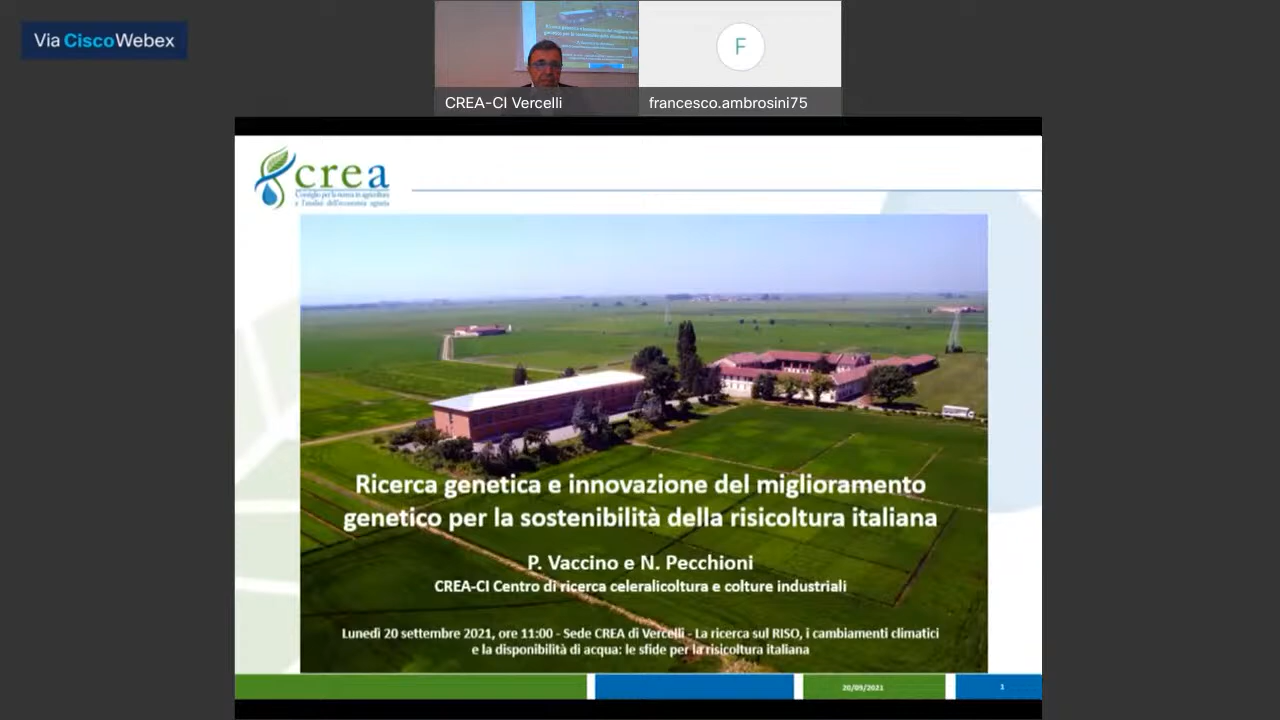 Via CiscoWebex
CREA-CI Vercelli
F
francesco.ambrosini75
crea
Consiglio per la ricerca in agricoltura
e l'analisi dell'economia agraria
Ricerca genetica e innovazione del miglioramento
genetico per la sostenibilità della risicoltura italiana
P. Vaccino e N. Pecchioni
CREA-CI Centro di ricerca celeralicoltura e colture industriali
Lunedì 20 settembre 2021, ore 11:00 - Sede CREA di Vercelli - La ricerca sul RISO, i cambiamenti climatici
e la disponibilità di acqua: le sfide per la risicoltura italiana
20/09/2021
1